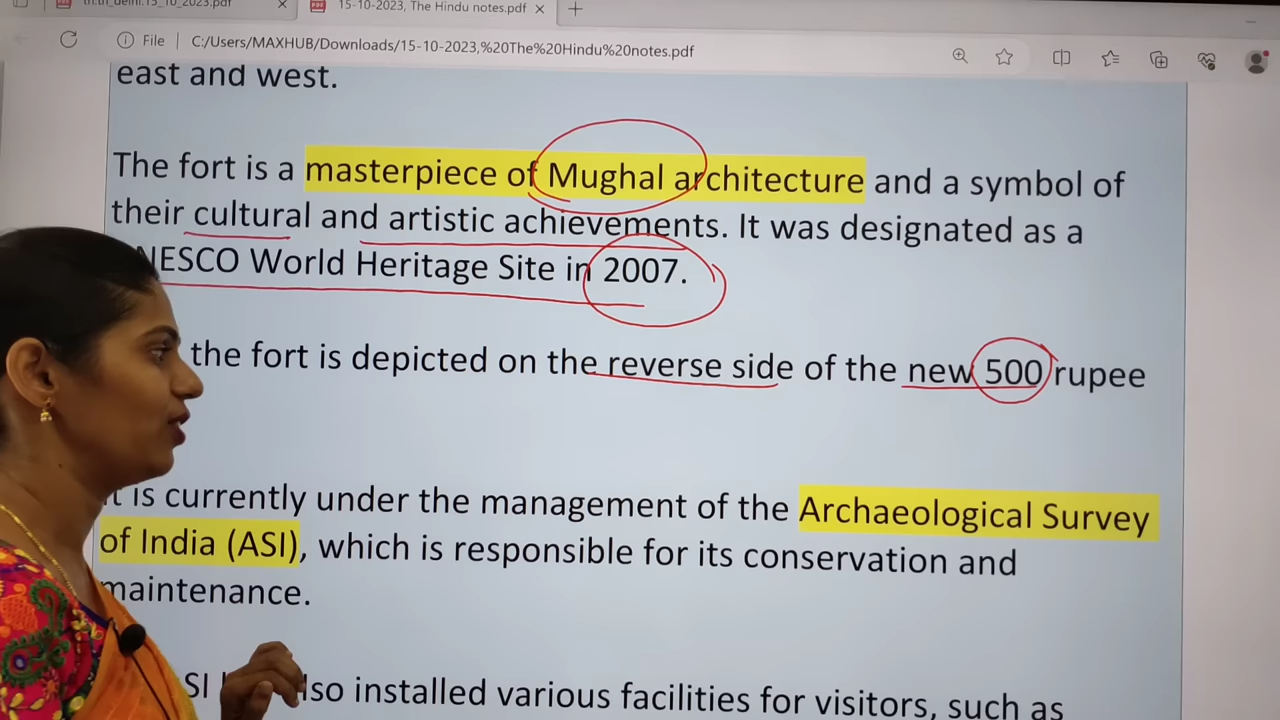 15-10-2023, The Hindu notes.pdf
File C:/Users/MAXHUB/Downloads/15-10-2023,%20The%20Hindu%20notes.pdf
east and west.
The fort is a masterpiece of Mughal architecture and a symbol of
their cultural and artistic achievements. It was designated as a
NESCO World Heritage Site in 2007.
the fort is depicted on the reverse side of the new 500 rupee
It is currently under the management of the Archaeological Survey
of India (ASI), which is responsible for its conservation and
maintenance.
SI lso installed various facilities for visitors, such as